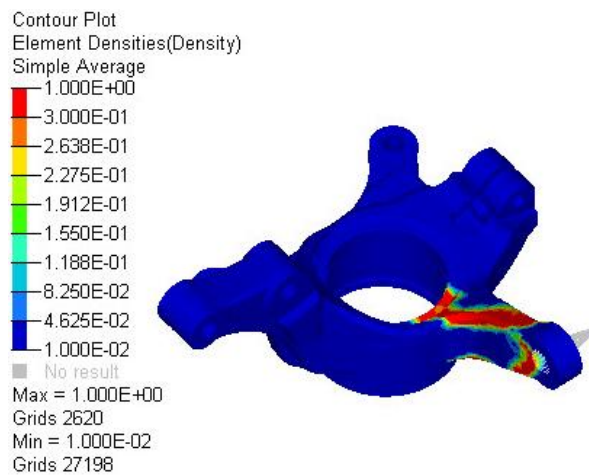 Contour Plot
Element Densities(Density)
Simple Average
1.000E+00
3.000E-01
2.638E-01
2.275E-01
1.912E-01
1.550E-01
1.188E-01
8.250E-02
4.625E-02
1.000E-02
No result
Max = 1.000E+00
Grids 2620
Min = 1.000E-02
Grids 27198